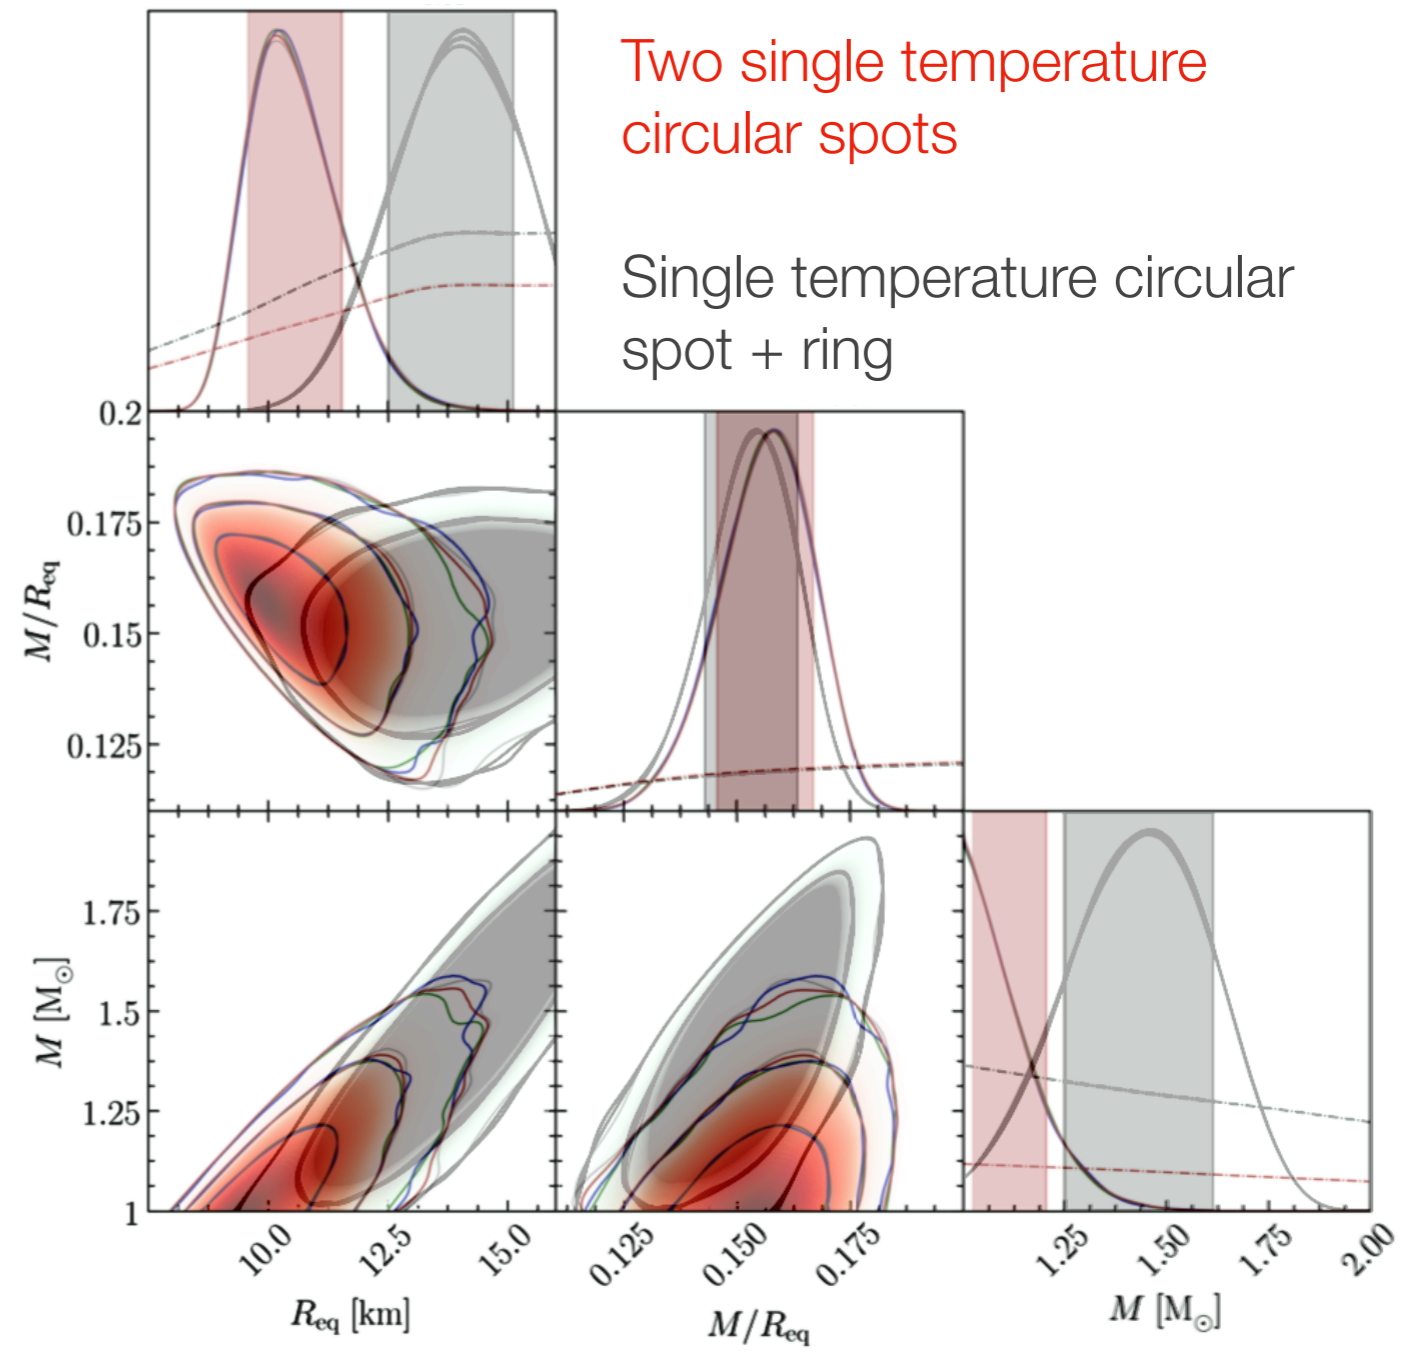 Two single temperature
circular spots
Single temperature circular
spot + ring
0.2
0.175
0.15
0.125
M/R_eq
1.75
1.5
1.25
1
M [M_⊙]
10.0 12.5 15.0
0.125 0.150 0.175
1.25 1.50 1.75 2.00
R_eq [km]
M/R_eq
M [M_⊙]